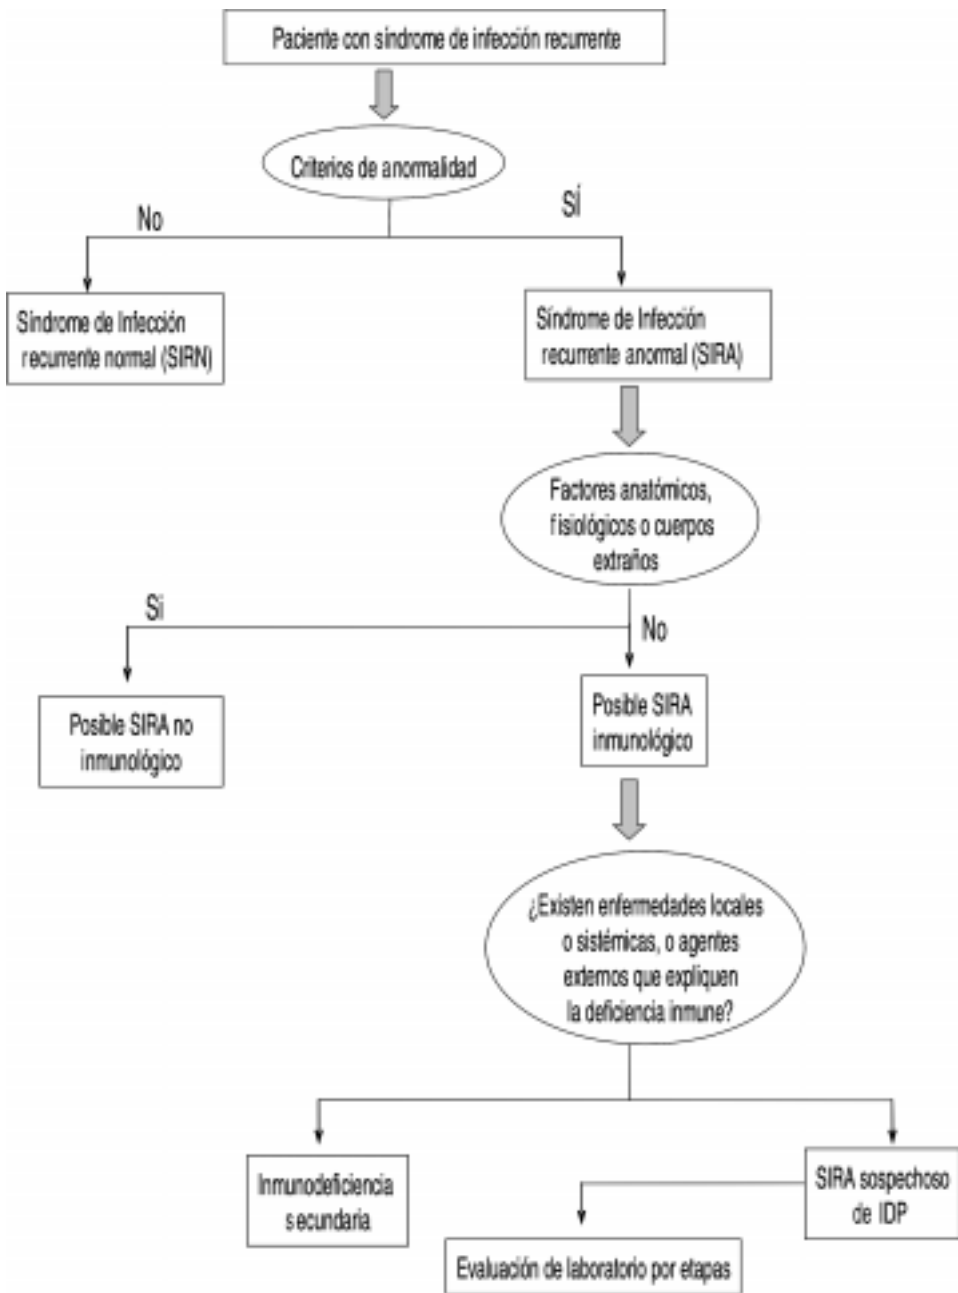 Paciente con síndrome de infección recurrente
Criterios de anormalidad
No
SÍ
Síndrome de Infección
recurrente normal (SIRN)
Síndrome de Infección
recurrente anormal (SIRA)
Factores anatómicos,
fisiológicos o cuerpos
extraños
Si
No
Posible SIRA no
inmunológico
Posible SIRA
inmunológico
¿Existen enfermedades locales
o sistémicas, o agentes
externos que expliquen
la deficiencia inmune?
Inmunodeficiencia
secundaria
SIRA sospechoso
de IDP
Evaluación de laboratorio por etapas